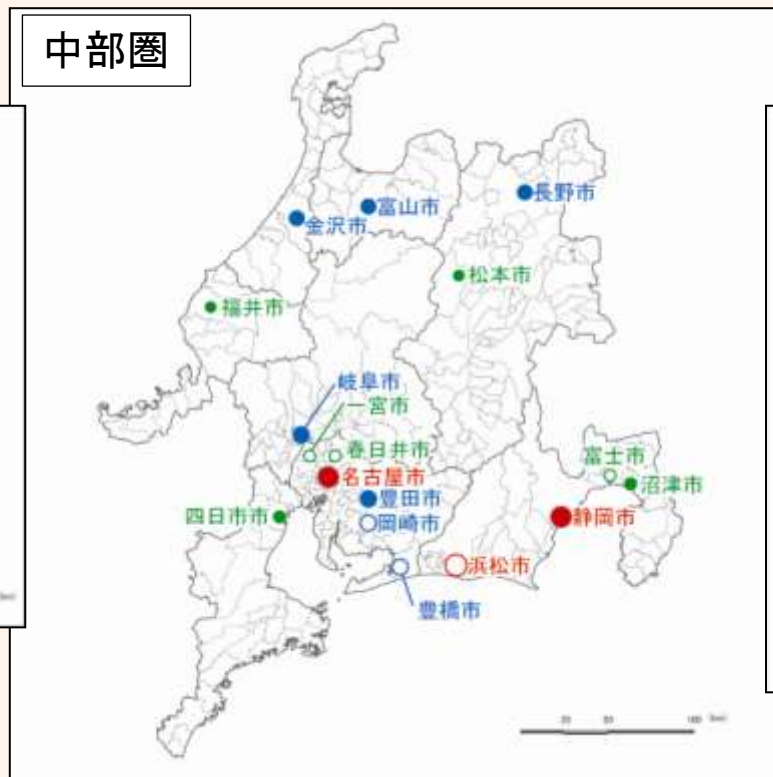 中部圏
長野市
富山市
金沢市
松本市
福井市
岐阜市
一宮市
春日井市
名古屋市
富士市
沼津市
豊田市
四日市市
岡崎市
静岡市
浜松市
豊橋市